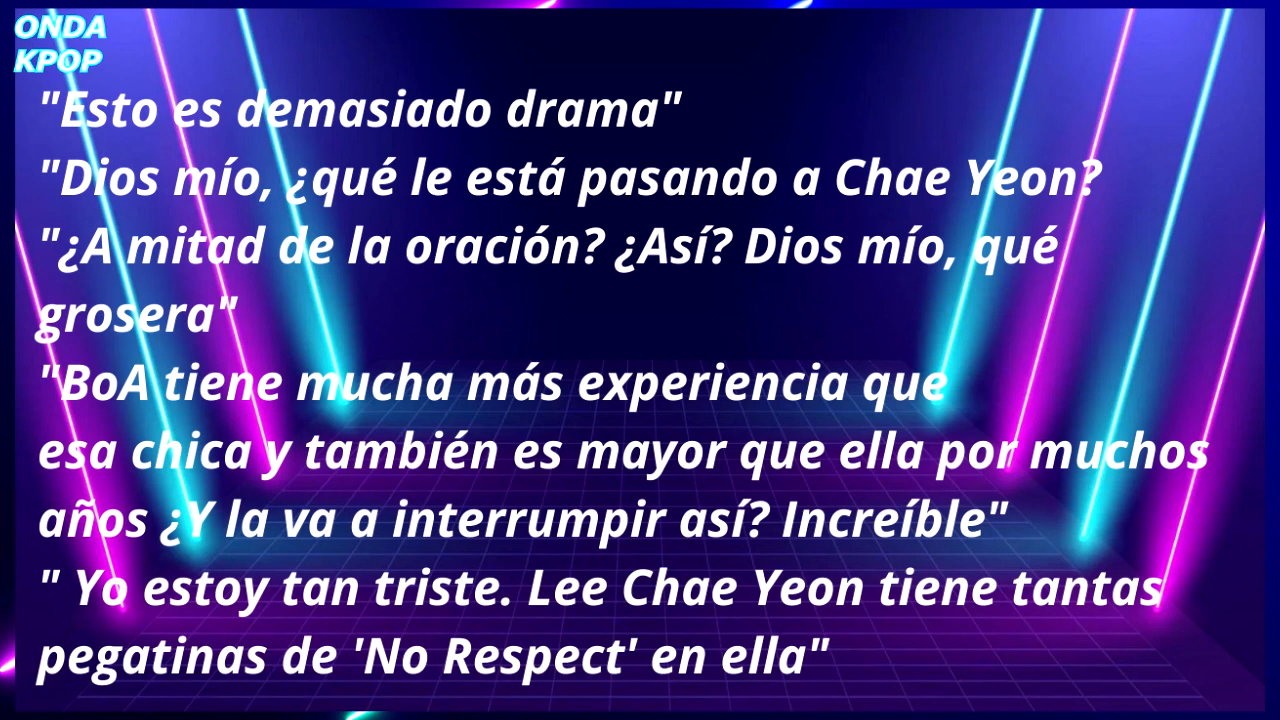 ONDA
KPOP
"Esto es demasiado drama"
"Dios mío, ¿qué le está pasando a Chae Yeon?
"¿A mitad de la oración? ¿Así? Dios mío, qué
grosera"
"BoA tiene mucha más experiencia que
esa chica y también es mayor que ella por muchos
años ¿Y la va a interrumpir así? Increíble"
" Yo estoy tan triste. Lee Chae Yeon tiene tantas
pegatinas de 'No Respect' en ella"